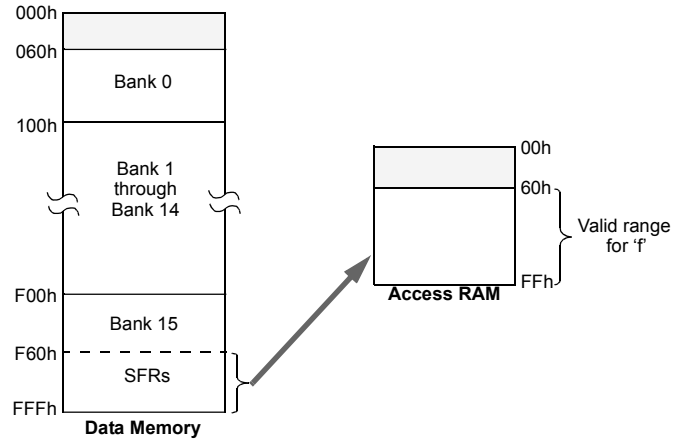 000h
060h
Bank 0
100h
Bank 1
through
Bank 14
F00h
Bank 15
F60h
SFRs
FFFh
Data Memory
00h
60h
Valid range
for ‘f’
FFh
Access RAM